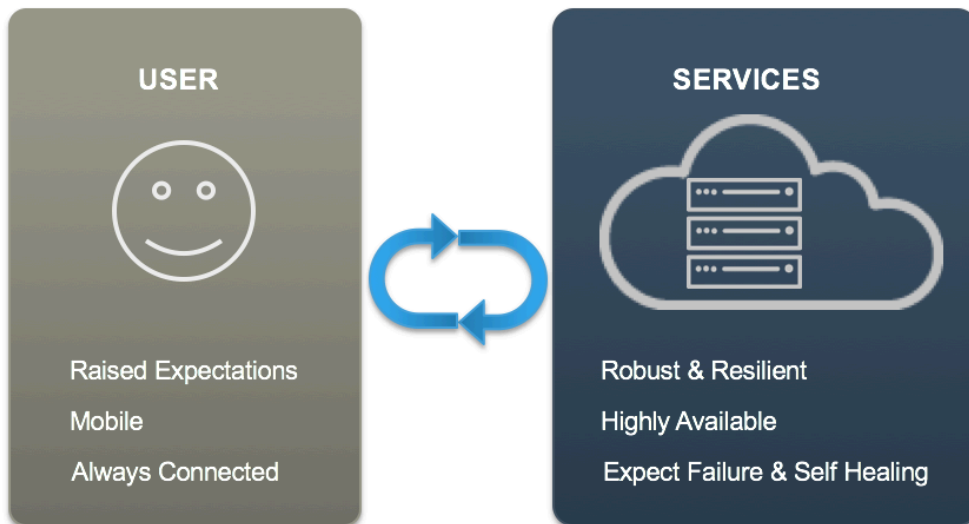 USER
Raised Expectations
Mobile
Always Connected
SERVICES
Robust & Resilient
Highly Available
Expect Failure & Self Healing